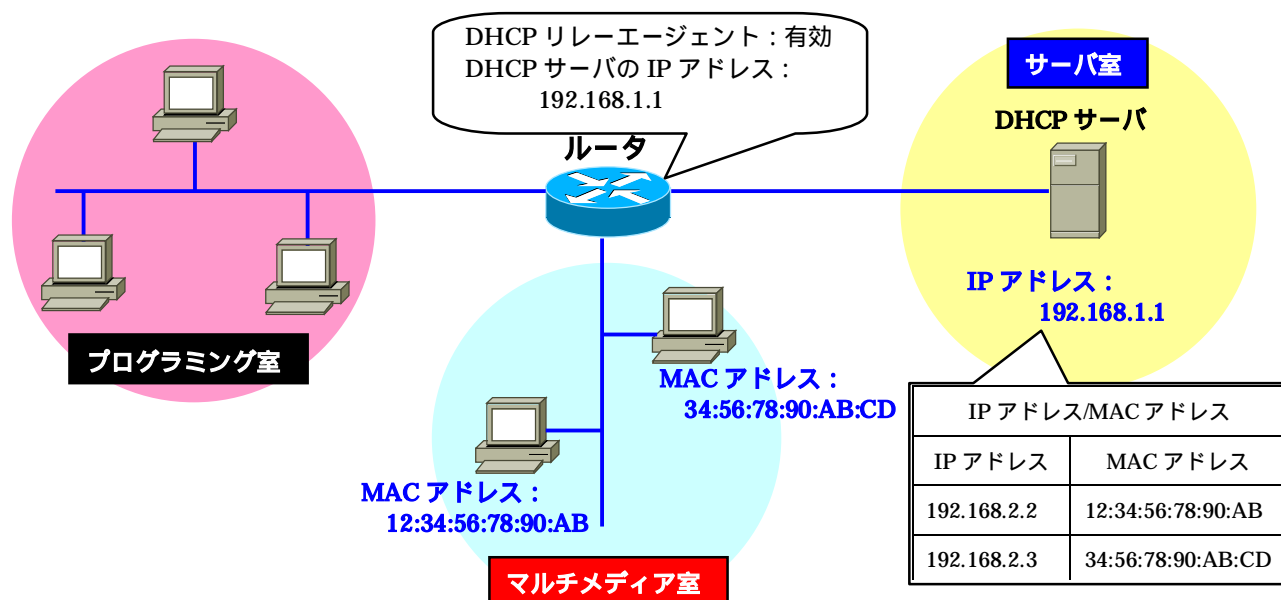 DHCP リレーエージェント：有効
DHCP サーバの IP アドレス：
192.168.1.1
ルータ
サーバ室
DHCP サーバ
IP アドレス：
192.168.1.1
プログラミング室
MAC アドレス：
34:56:78:90:AB:CD
MAC アドレス：
12:34:56:78:90:AB
マルチメディア室
IP アドレス/MAC アドレス
IP アドレス MAC アドレス
192.168.2.2 12:34:56:78:90:AB
192.168.2.3 34:56:78:90:AB:CD